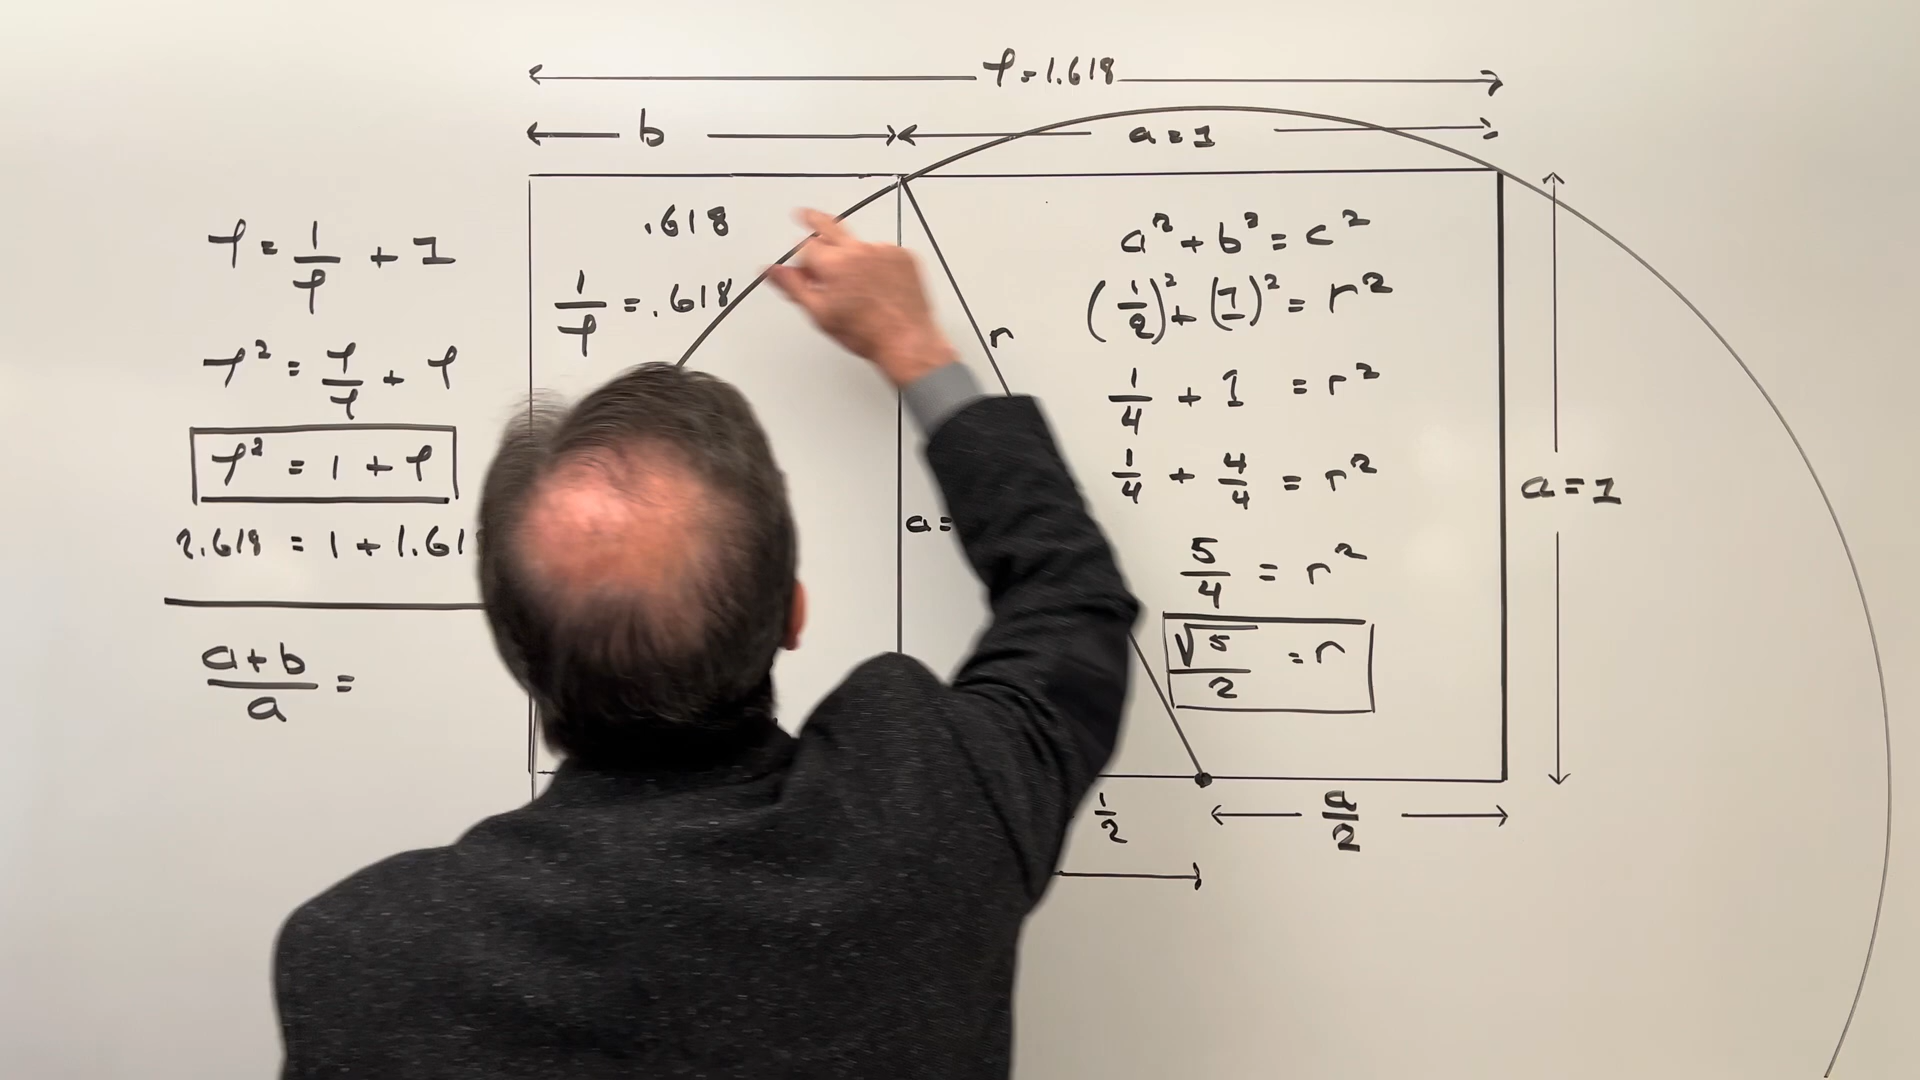 φ = 1.618
b
a = 1
.618
1/φ = .618
φ = 1/φ + 1
φ² = φ/φ + φ
φ² = 1 + φ
2.618 = 1 + 1.61
a+b/a =
r
a =
a² + b² = c²
(1/2)² + (1)² = r²
1/4 + 1 = r²
1/4 + 4/4 = r²
5/4 = r²
√5/2 = r
a = 1
1/2
a/2